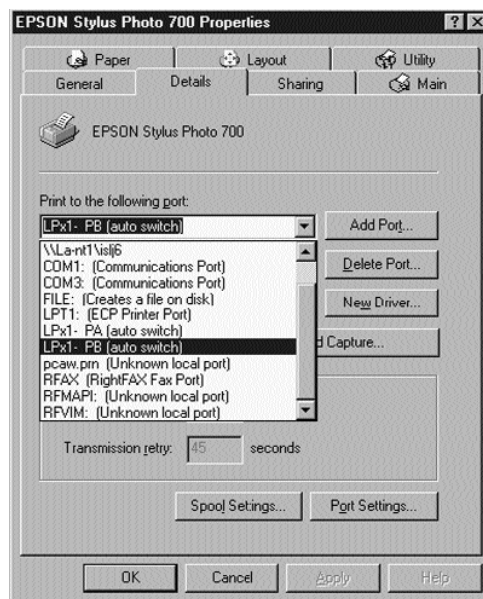 EPSON Stylus Photo 700 Properties
Paper Layout Utility
General Details Sharing Main
EPSON Stylus Photo 700
Print to the following port:
LPx1- PB (auto switch) Add Port...
\\La-nt1\islj6
COM1: (Communications Port) Delete Port...
COM3: (Communications Port)
FILE: (Creates a file on disk) New Driver...
LPT1: (ECP Printer Port)
LPx1- PA (auto switch)
LPx1- PB (auto switch) d Capture...
pcaw.prn (Unknown local port)
RFAX (RightFAX Fax Port)
RFMAPI: (Unknown local port)
RFVIM: (Unknown local port)
Transmission retry: 45 seconds
Spool Settings... Port Settings...
OK Cancel Apply Help